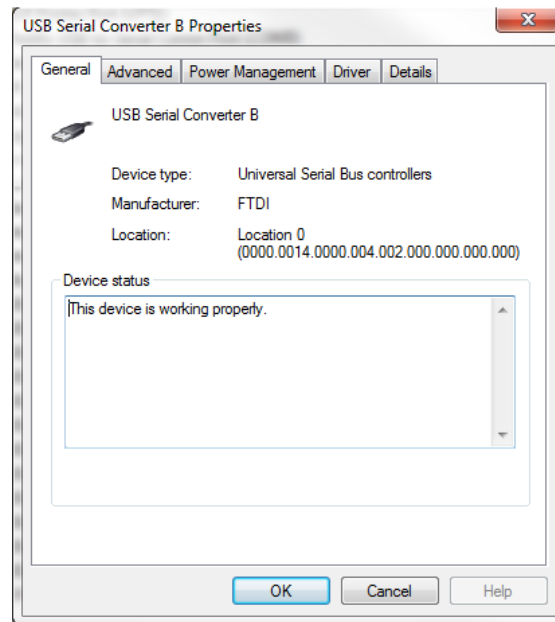 USB Serial Converter B Properties
General Advanced Power Management Driver Details
USB Serial Converter B
Device type: Universal Serial Bus controllers
Manufacturer: FTDI
Location: Location 0
(0000.0014.0000.004.002.000.000.000.000)
Device status
This device is working properly.
OK Cancel Help